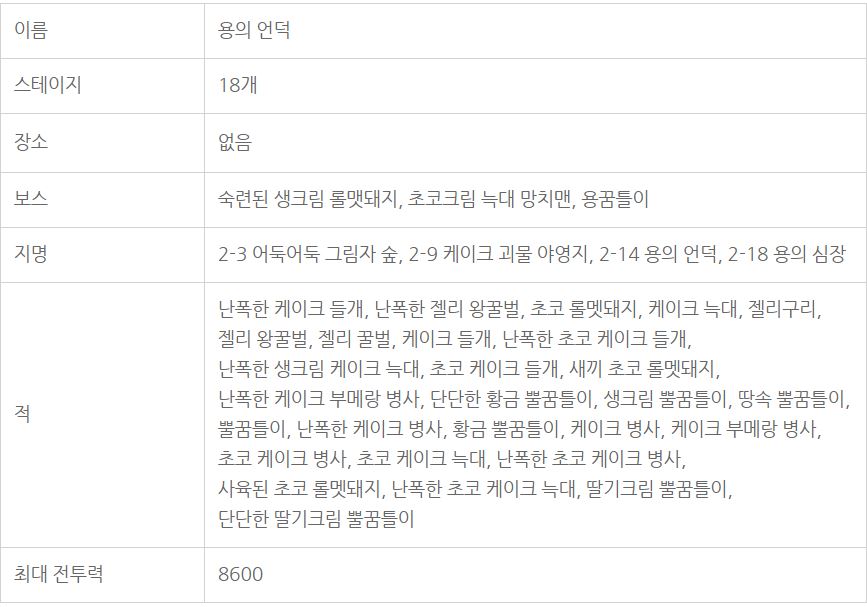 이름 용의 언덕
스테이지 18개
장소 없음
보스 숙련된 생크림 롤맷돼지, 초코크림 늑대 망치맨, 용꿈틀이
지명 2-3 어둑어둑 그림자 숲, 2-9 케이크 괴물 야영지, 2-14 용의 언덕, 2-18 용의 심장
적
난폭한 케이크 들개, 난폭한 젤리 왕꿀벌, 초코 롤멧돼지, 케이크 늑대, 젤리구리,
젤리 왕꿀벌, 젤리 꿀벌, 케이크 들개, 난폭한 초코 케이크 들개,
난폭한 생크림 케이크 늑대, 초코 케이크 들개, 새끼 초코 롤멧돼지,
난폭한 케이크 부메랑 병사, 단단한 황금 뿔꿈틀이, 생크림 뿔꿈틀이, 땅속 뿔꿈틀이,
뿔꿈틀이, 난폭한 케이크 병사, 황금 뿔꿈틀이, 케이크 병사, 케이크 부메랑 병사,
초코 케이크 병사, 초코 케이크 늑대, 난폭한 초코 케이크 병사,
사육된 초코 롤멧돼지, 난폭한 초코 케이크 늑대, 딸기크림 뿔꿈틀이,
단단한 딸기크림 뿔꿈틀이
최대 전투력 8600